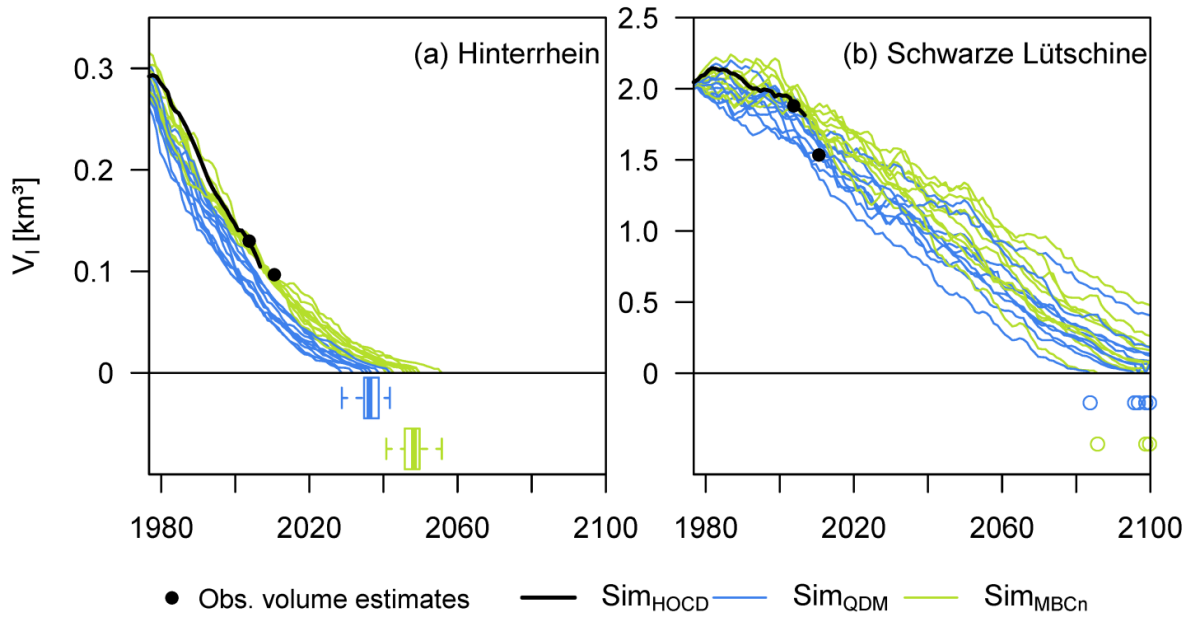 (a) Hinterrhein
(b) Schwarze Lütschine
V_I [km³]
0.3
0.2
0.1
0
2.5
2.0
1.5
1.0
0.5
0
1980 2020 2060 2100
1980 2020 2060 2100
Obs. volume estimates Sim_HOCD Sim_QDM Sim_MBCn